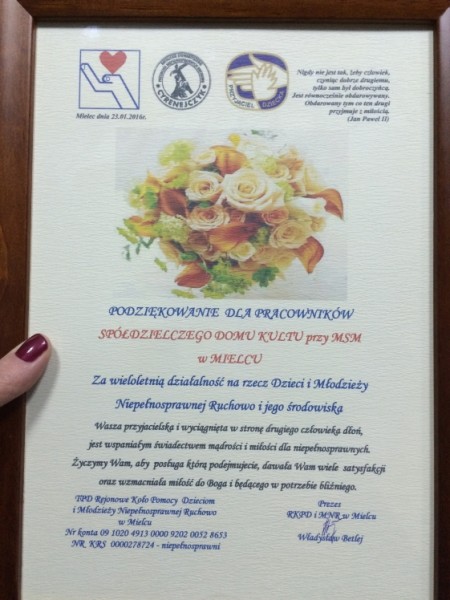 Nigdy nie jest tak, żeby człowiek,
czyniąc dobrze drugiemu,
tylko sam był dobroczyńcą.
Jest równocześnie obdarowywany.
Obdarowany tym co ten drugi
przyjmuje z miłością.
(Jan Paweł II)
CYRENEJCZYK
PRZYJACIEL DZIECKA
Mielec dnia 23.01.2016r.
PODZIĘKOWANIE DLA PRACOWNIKÓW
SPÓŁDZIELCZEGO DOMU KULTU przy MSM
w MIELCU
Za wieloletnią działalność na rzecz Dzieci i Młodzieży
Niepełnosprawnej Ruchowo i jego środowiska
Wasza przyjacielska i wyciągnięta w stronę drugiego człowieka dłoń,
jest wspaniałym świadectwem mądrości i miłości dla niepełnosprawnych.
Życzymy Wam, aby posługa którą podejmujecie, dawała Wam wiele satysfakcji
oraz wzmacniała miłość do Boga i będącego w potrzebie bliźniego.
TPD Rejonowe Koło Pomocy Dzieciom
i Młodzieży Niepełnosprawnej Ruchowo
w Mielcu
Nr konta 09 1020 4913 0000 9202 0052 8653
NR KRS 0000278724 - niepełnosprawni
Prezes
RKPD i MNR w Mielcu
Władysław Betlej